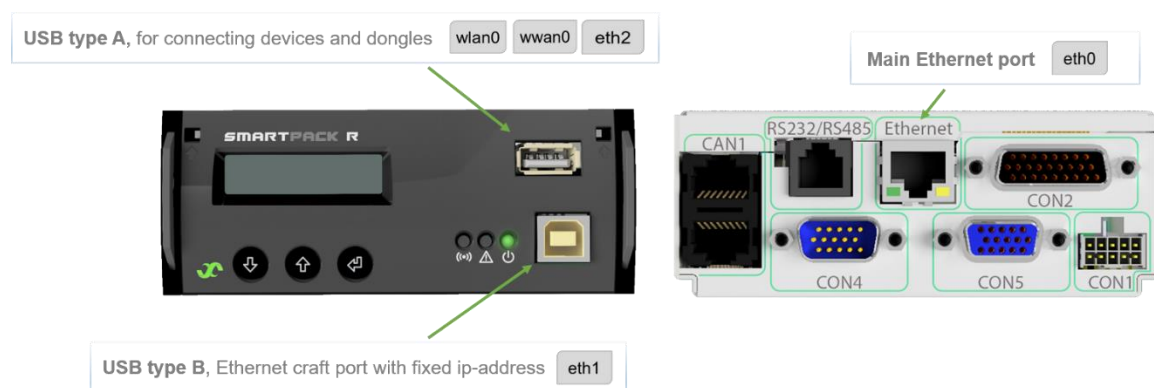 USB type A, for connecting devices and dongles wlan0 wwan0 eth2
Main Ethernet port eth0
SMARTPACK R
RS232/RS485 Ethernet
CAN1
CON2
CON4 CON5 CON1
USB type B, Ethernet craft port with fixed ip-address eth1